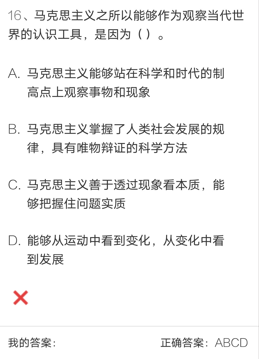 16、马克思主义之所以能够作为观察当代世
界的认识工具，是因为（ ）。
A. 马克思主义能够站在科学和时代的制
高点上观察事物和现象
B. 马克思主义掌握了人类社会发展的规
律，具有唯物辩证的科学方法
C. 马克思主义善于透过现象看本质，能
够把握住问题实质
D. 能够从运动中看到变化，从变化中看
到发展
我的答案： 正确答案：ABCD